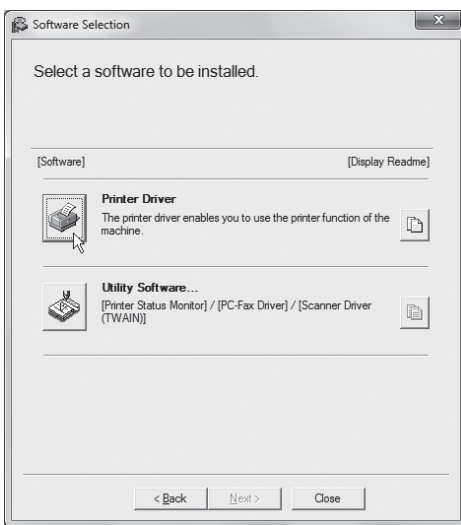 Software Selection
Select a software to be installed.
[Software] [Display Readme]
Printer Driver
The printer driver enables you to use the printer function of the
machine.
Utility Software...
[Printer Status Monitor] / [PC-Fax Driver] / [Scanner Driver
(TWAIN)]
< Back Next > Close